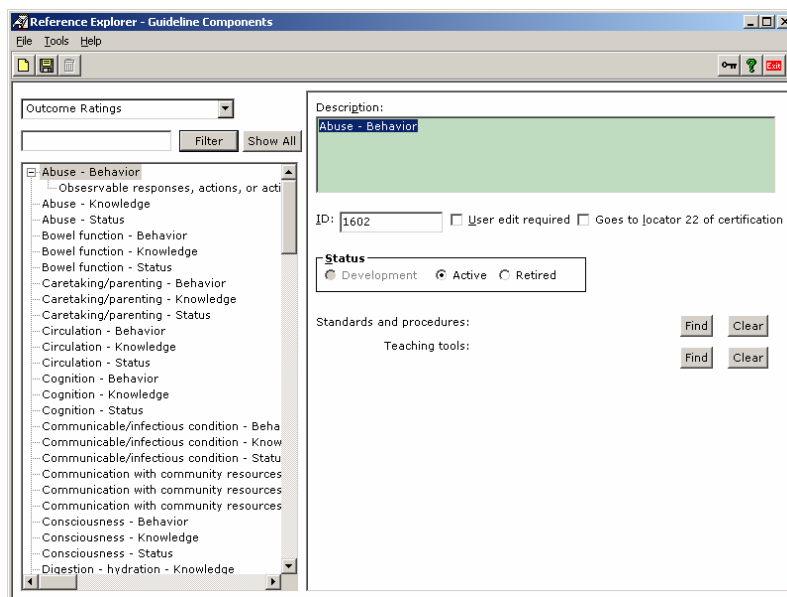 Reference Explorer - Guideline Components
File Tools Help
Exit
Outcome Ratings
Filter Show All
Abuse - Behavior
Obsesrvable responses, actions, or acti
Abuse - Knowledge
Abuse - Status
Bowel function - Behavior
Bowel function - Knowledge
Bowel function - Status
Caretaking/parenting - Behavior
Caretaking/parenting - Knowledge
Caretaking/parenting - Status
Circulation - Behavior
Circulation - Knowledge
Circulation - Status
Cognition - Behavior
Cognition - Knowledge
Cognition - Status
Communicable/infectious condition - Beha
Communicable/infectious condition - Know
Communicable/infectious condition - Statu
Communication with community resources
Communication with community resources
Communication with community resources
Consciousness - Behavior
Consciousness - Knowledge
Consciousness - Status
Digestion - hydration - Knowledge
Description:
Abuse - Behavior
ID: 1602 User edit required Goes to locator 22 of certification
Status
Development Active Retired
Standards and procedures: Find Clear
Teaching tools: Find Clear